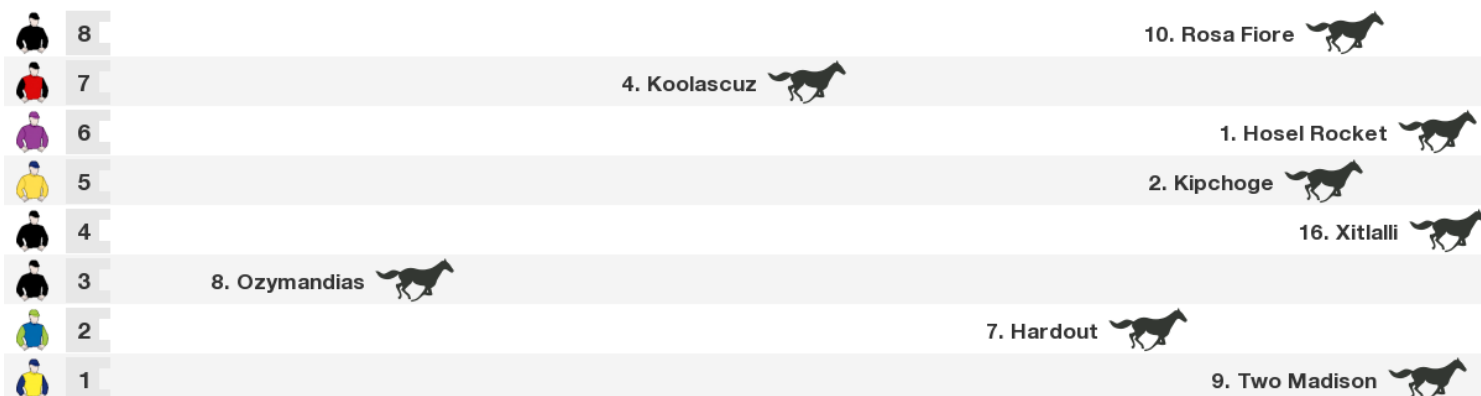 8 10. Rosa Fiore
7 4. Koolascuz
6 1. Hosel Rocket
5 2. Kipchoge
4 16. Xitlalli
3 8. Ozymandias
2 7. Hardout
1 9. Two Madison